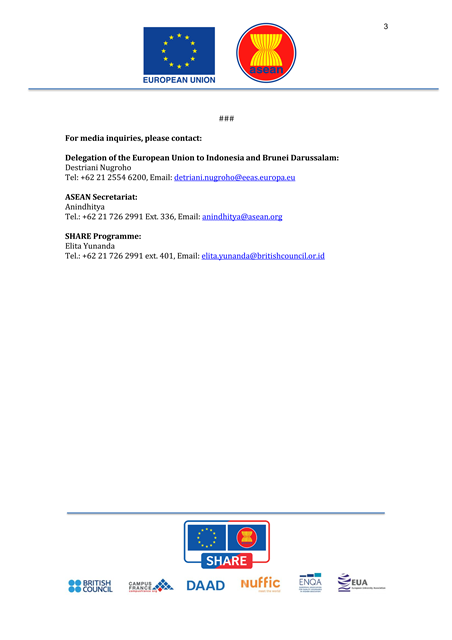 3
EUROPEAN UNION
asean
###
For media inquiries, please contact:
Delegation of the European Union to Indonesia and Brunei Darussalam:
Destriani Nugroho
Tel: +62 21 2554 6200, Email: detriani.nugroho@eeas.europa.eu
ASEAN Secretariat:
Anindhitya
Tel.: +62 21 726 2991 Ext. 336, Email: anindhitya@asean.org
SHARE Programme:
Elita Yunanda
Tel.: +62 21 726 2991 ext. 401, Email: elita.yunanda@britishcouncil.or.id
SHARE
BRITISH
COUNCIL
CAMPUS
FRANCE
DAAD
nuffic
ENQA
EUA